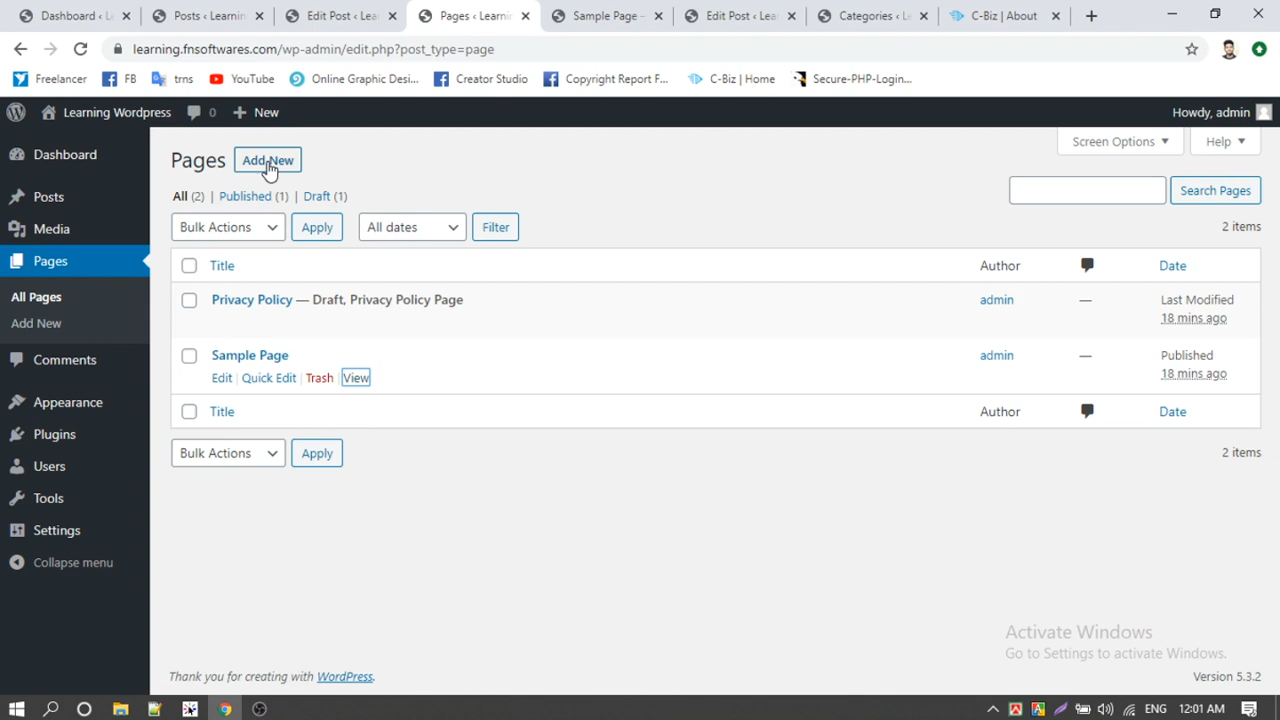 Dashboard ‹ L
Posts ‹ Learnin
Edit Post ‹ Lea
Pages ‹ Learnin
Sample Page –
Edit Post ‹ Lea
Categories ‹ L
C-Biz | About
learning.fnsoftwares.com/wp-admin/edit.php?post_type=page
Freelancer FB trns YouTube Online Graphic Desi... Creator Studio Copyright Report F... C-Biz | Home Secure-PHP-Login...
Learning Wordpress 0 New Howdy, admin
Screen Options Help
Dashboard
Posts
Media
Pages
All Pages
Add New
Comments
Appearance
Plugins
Users
Tools
Settings
Collapse menu
Pages Add New
All (2) | Published (1) | Draft (1)
Search Pages
Bulk Actions Apply All dates Filter 2 items
Title Author Date
Privacy Policy — Draft, Privacy Policy Page admin — Last Modified
18 mins ago
Sample Page admin — Published
Edit | Quick Edit | Trash | View 18 mins ago
Title Author Date
Bulk Actions Apply 2 items
Activate Windows
Go to Settings to activate Windows.
Thank you for creating with WordPress. Version 5.3.2
ENG 12:01 AM